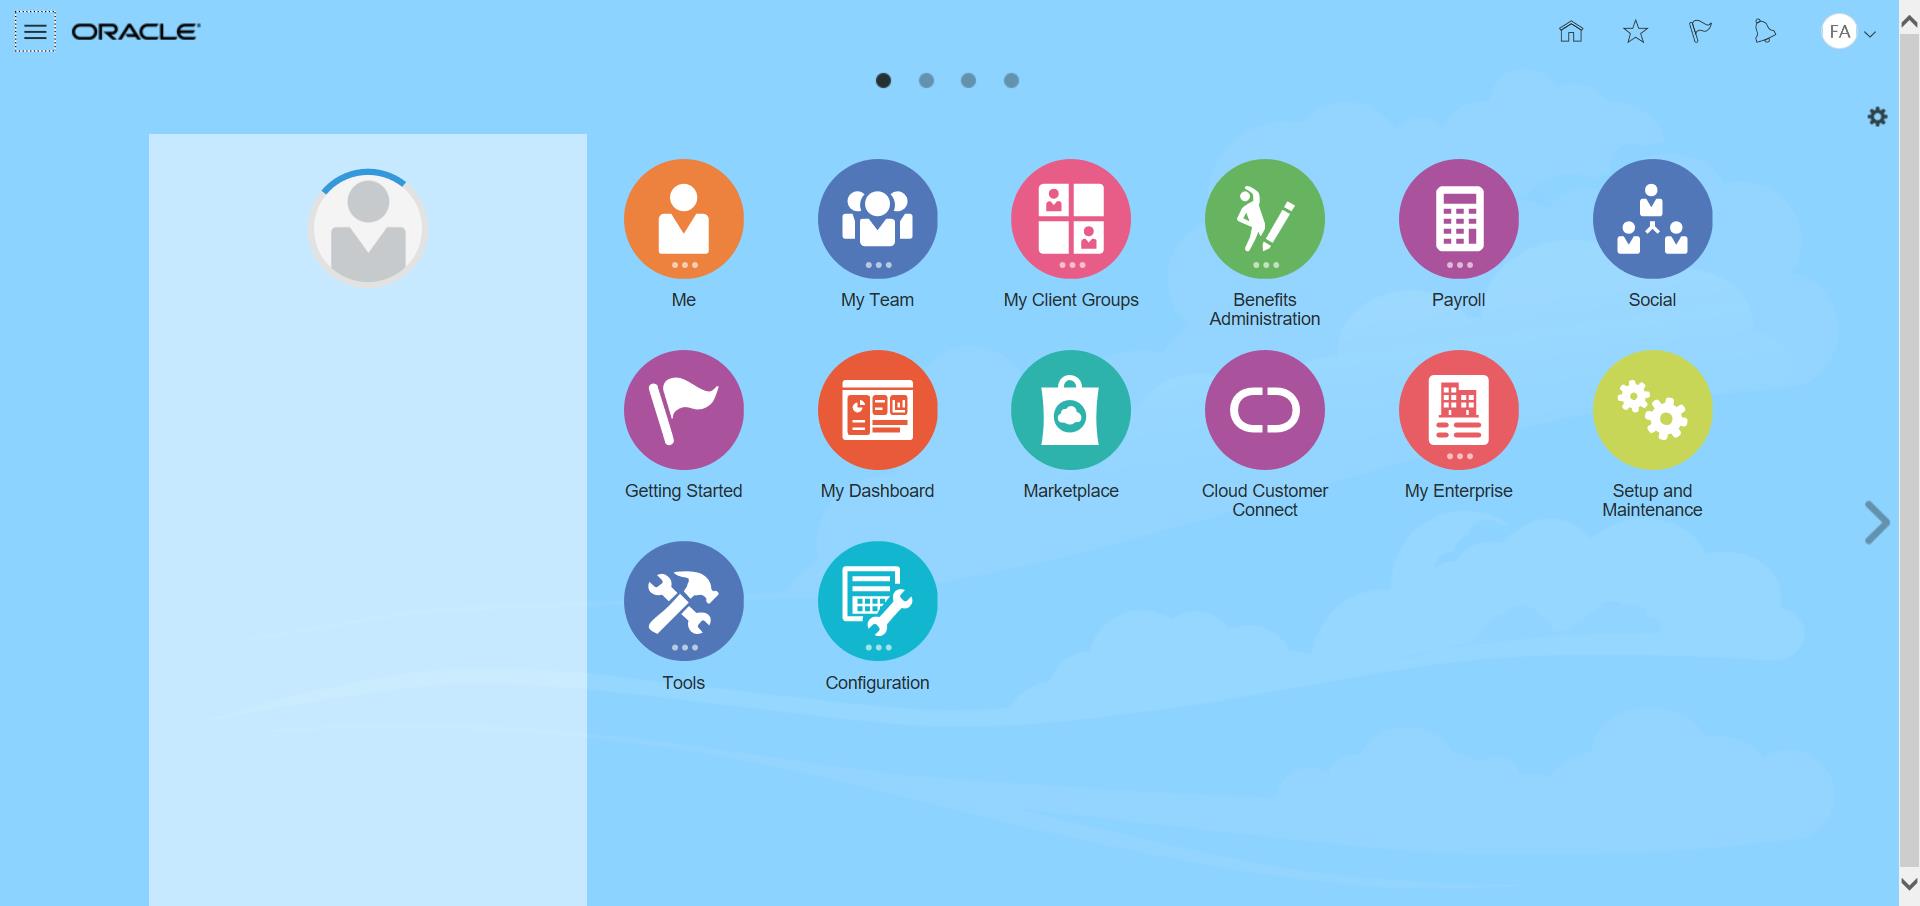 ORACLE
FA
Me
My Team
My Client Groups
Benefits
Administration
Payroll
Social
Getting Started
My Dashboard
Marketplace
Cloud Customer
Connect
My Enterprise
Setup and
Maintenance
Tools
Configuration